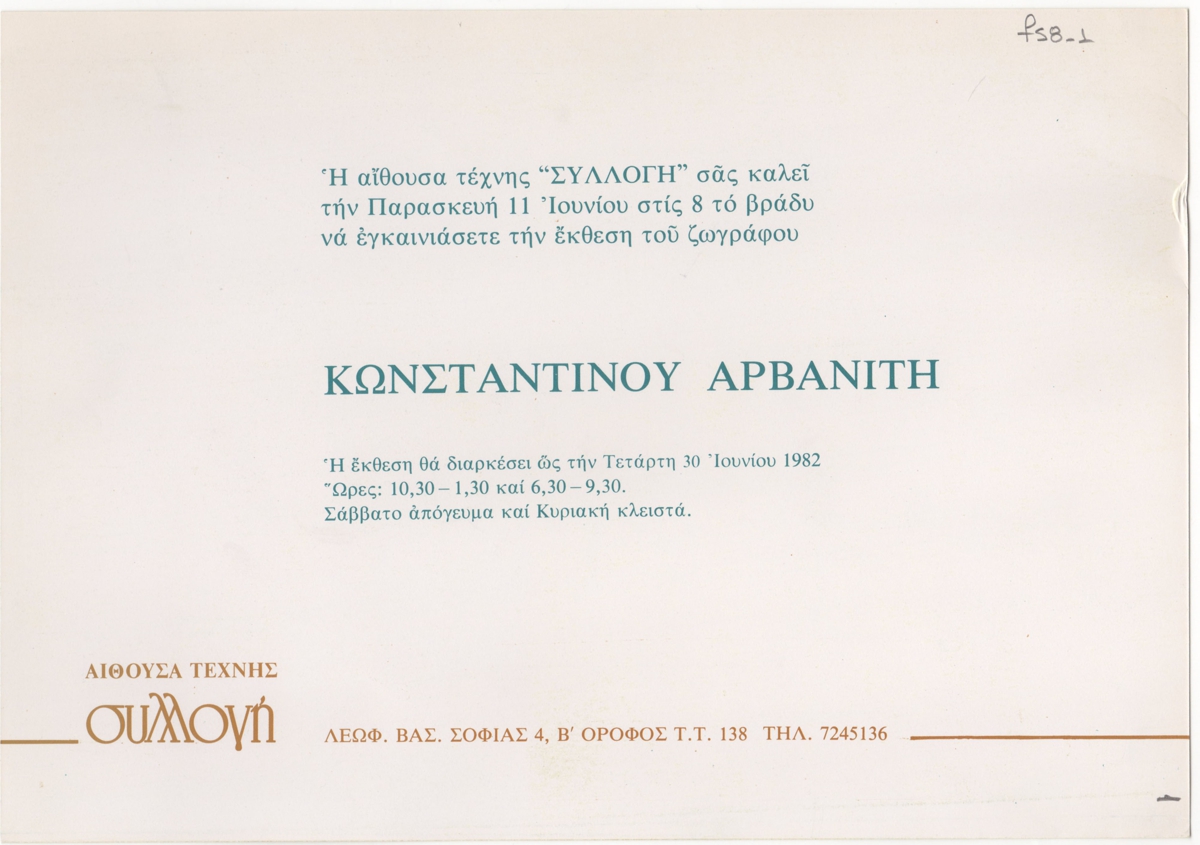 f58-1
Ἡ αἴθουσα τέχνης “ΣΥΛΛΟΓΗ” σᾶς καλεῖ
τήν Παρασκευή 11 Ἰουνίου στίς 8 τό βράδυ
νά ἐγκαινιάσετε τήν ἔκθεση τοῦ ζωγράφου
ΚΩΝΣΤΑΝΤΙΝΟΥ ΑΡΒΑΝΙΤΗ
Ἡ ἔκθεση θά διαρκέσει ὥς τήν Τετάρτη 30 Ἰουνίου 1982
Ὧρες: 10,30 – 1,30 καί 6,30 – 9,30.
Σάββατο ἀπόγευμα καί Κυριακή κλειστά.
ΑΙΘΟΥΣΑ ΤΕΧΝΗΣ
συλλογή
ΛΕΩΦ. ΒΑΣ. ΣΟΦΙΑΣ 4, Β′ ΟΡΟΦΟΣ Τ.Τ. 138 ΤΗΛ. 7245136